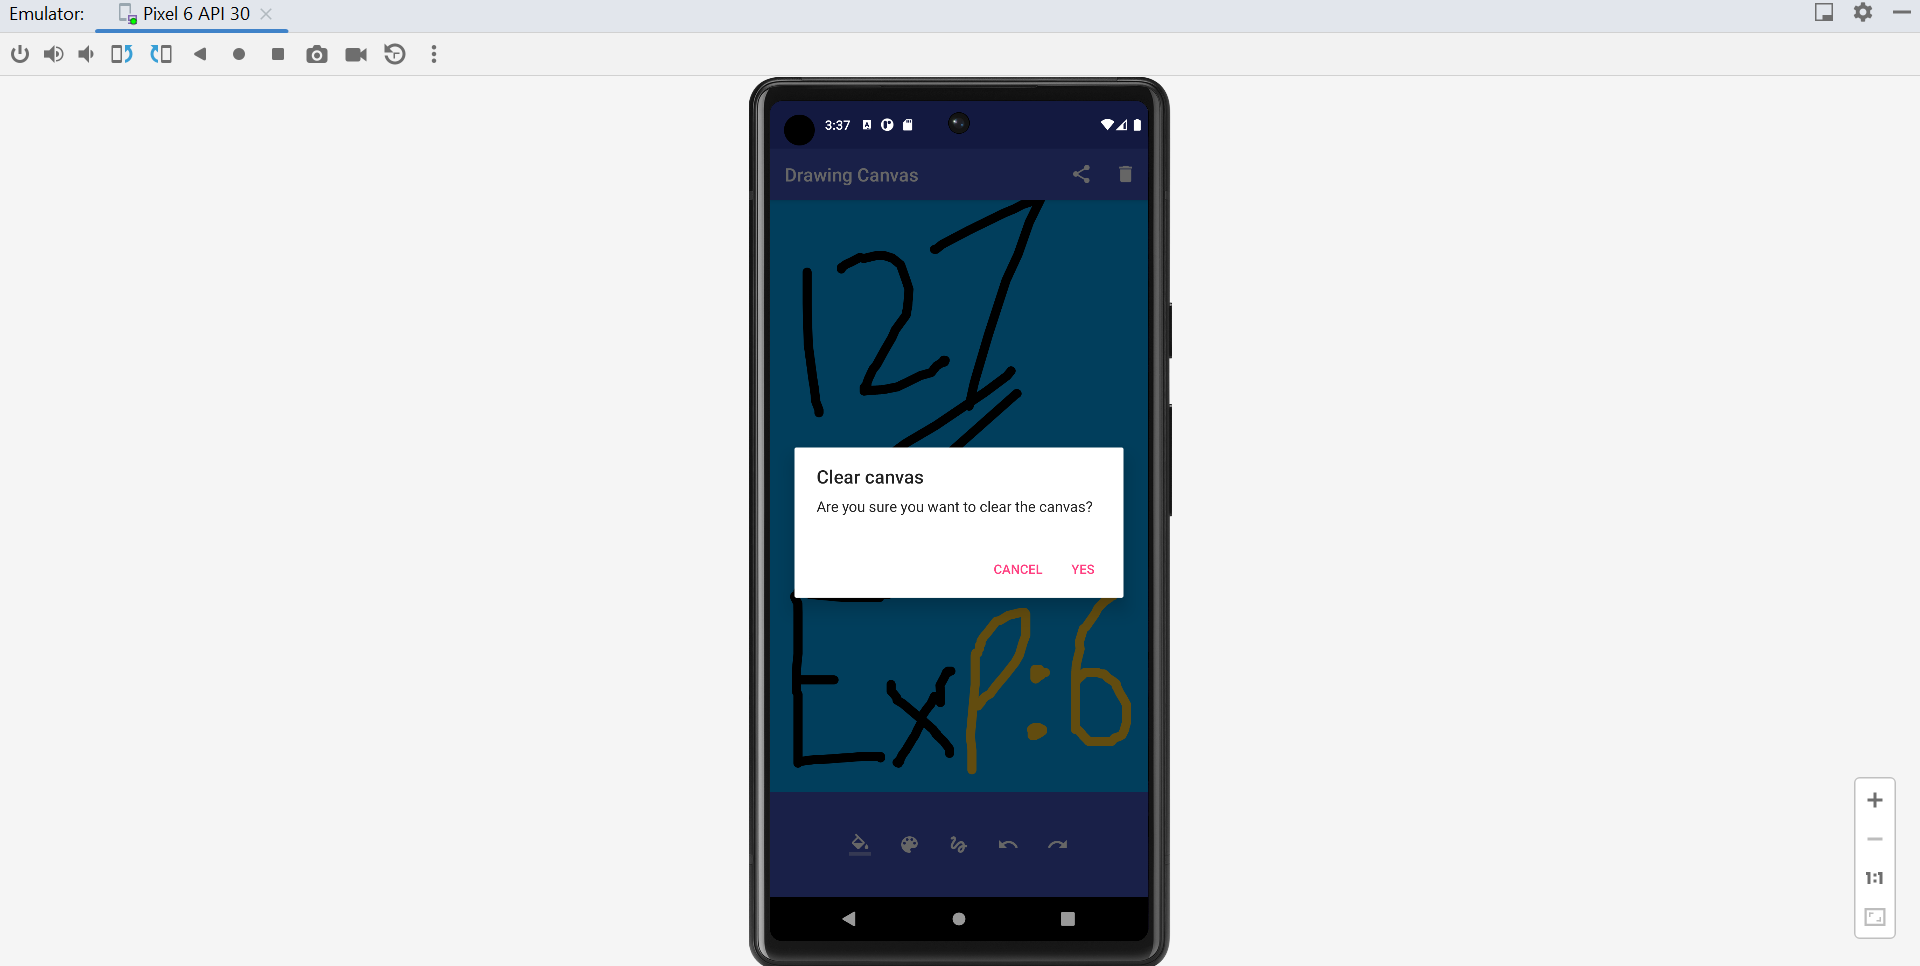 Emulator: Pixel 6 API 30
3:37
Drawing Canvas
127
Clear canvas
Are you sure you want to clear the canvas?
CANCEL YES
ExP:6
1:1